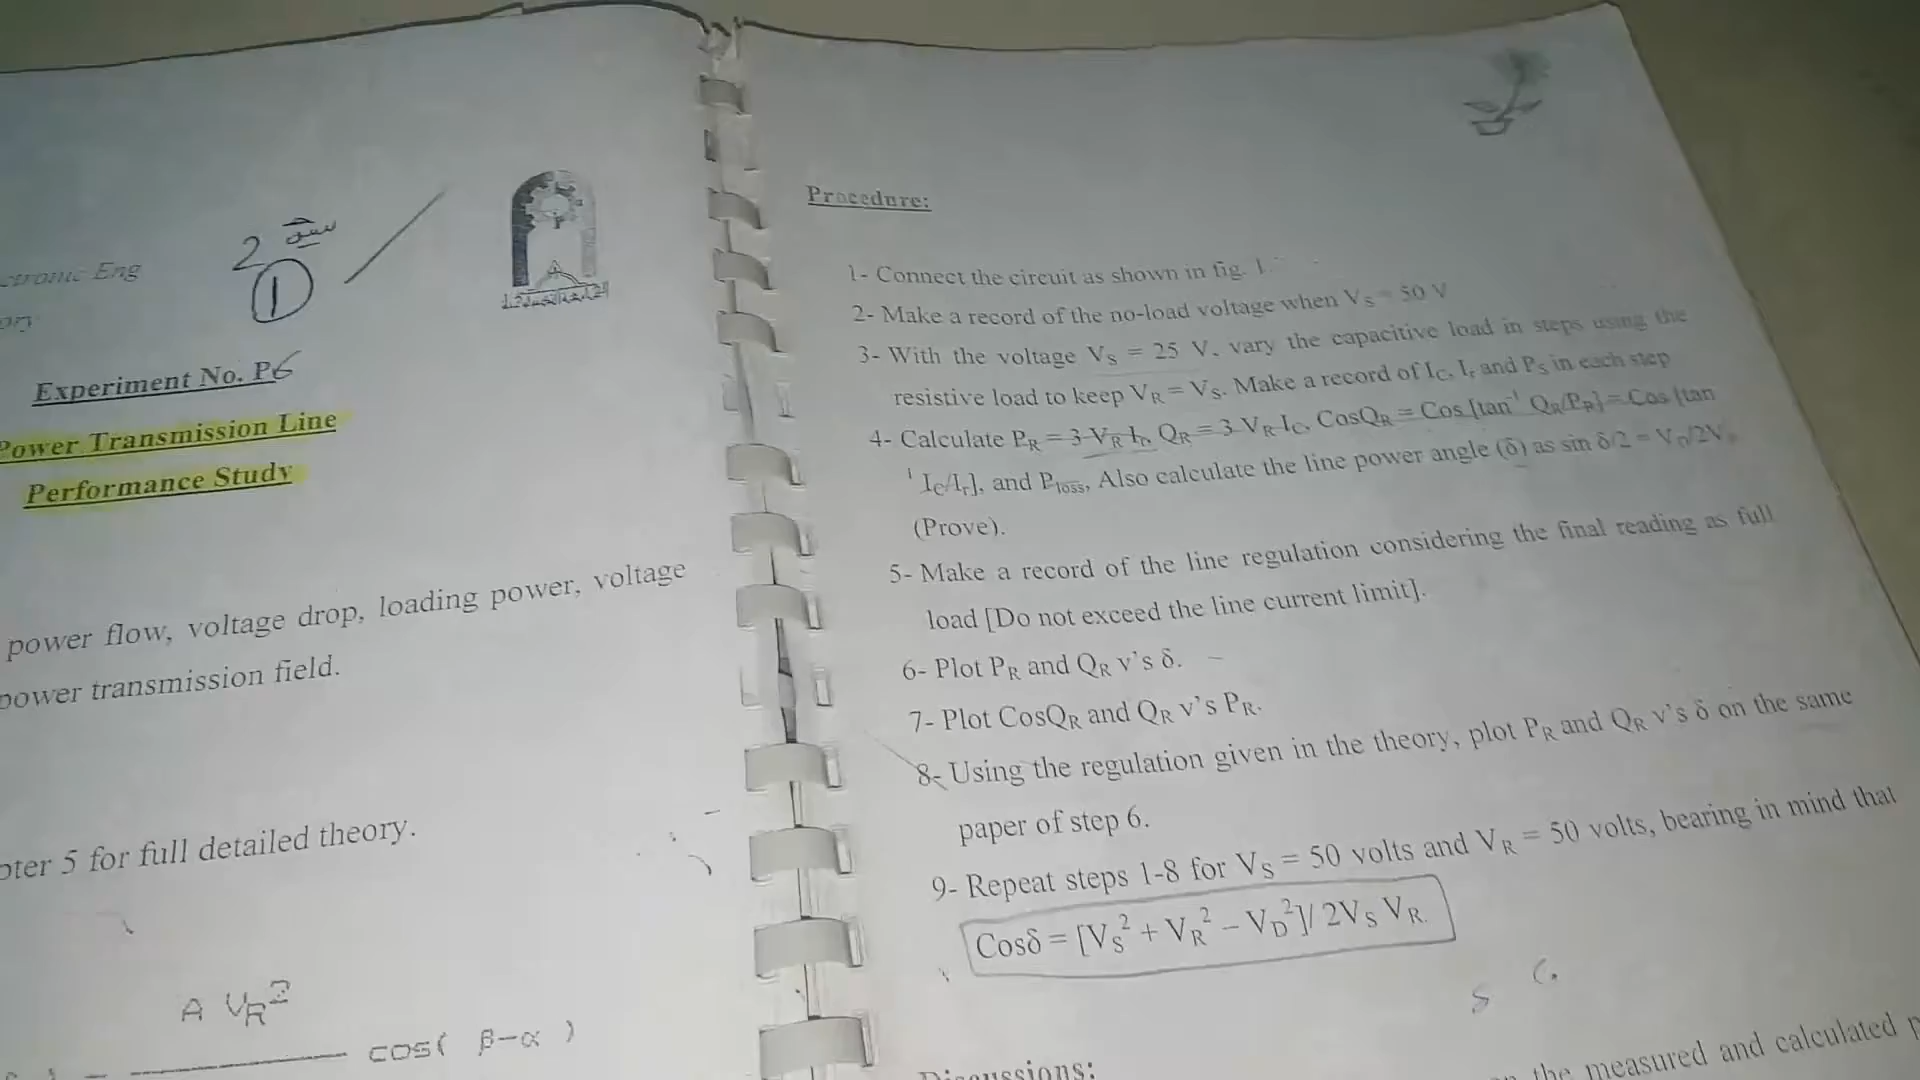 ctronic Eng
2
1
Experiment No. P6
Power Transmission Line
Performance Study
power flow, voltage drop, loading power, voltage
power transmission field.
pter 5 for full detailed theory.
A VR²
cos( β-α )
Procedure:
1- Connect the circuit as shown in fig. 1
2- Make a record of the no-load voltage when VS = 50 V
3- With the voltage VS = 25 V, vary the capacitive load in steps using the
resistive load to keep VR = VS. Make a record of IC, Ir and PS in each step
4- Calculate PR = 3 VR Ir, QR = 3 VR IC, CosQR = Cos [tan⁻¹ QR/PR] = Cos [tan⁻
¹ IC/Ir], and Ploss, Also calculate the line power angle (δ) as sin δ/2 = VD/2V
(Prove).
5- Make a record of the line regulation considering the final reading as full
load [Do not exceed the line current limit].
6- Plot PR and QR v's δ.
7- Plot CosQR and QR v's PR.
8- Using the regulation given in the theory, plot PR and QR v's δ on the same
paper of step 6.
9- Repeat steps 1-8 for VS = 50 volts and VR = 50 volts, bearing in mind that
Cosδ = [VS² + VR² – VD²]/ 2VS VR.
Discussions:
the measured and calculated